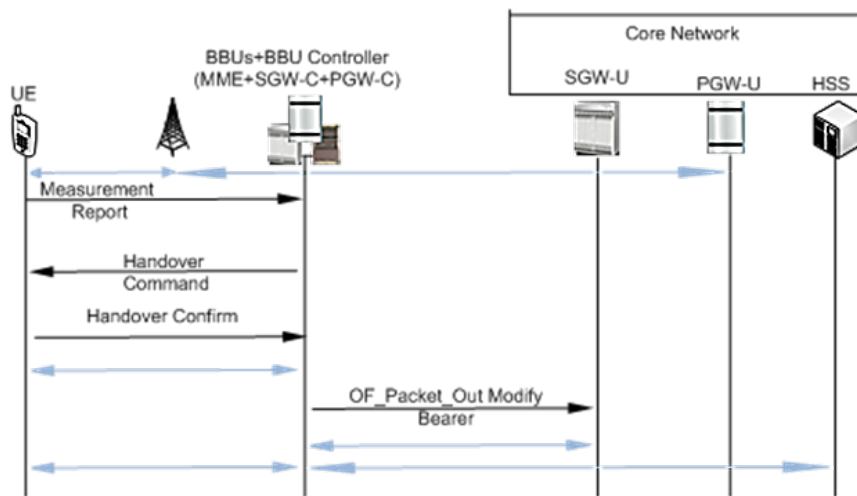 Core Network
BBUs+BBU Controller
(MME+SGW-C+PGW-C)
UE
SGW-U
PGW-U
HSS
Measurement
Report
Handover
Command
Handover Confirm
OF_Packet_Out Modify
Bearer